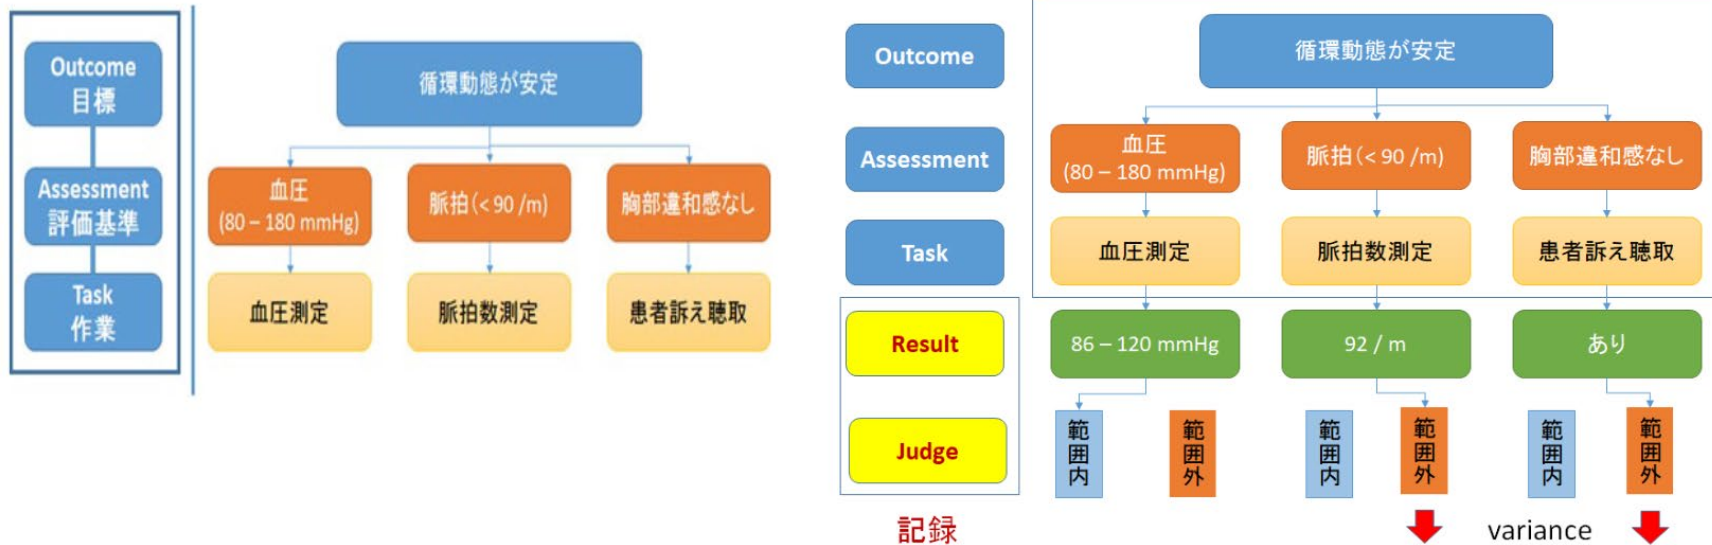 Outcome
目標
Assessment
評価基準
Task
作業
循環動態が安定
血圧
(80 – 180 mmHg)
脈拍(< 90 /m)
胸部違和感なし
血圧測定
脈拍数測定
患者訴え聴取
Outcome
Assessment
Task
Result
Judge
記録
循環動態が安定
血圧
(80 – 180 mmHg)
脈拍(< 90 /m)
胸部違和感なし
血圧測定
脈拍数測定
患者訴え聴取
86 – 120 mmHg
92 / m
あり
範囲内
範囲外
範囲内
範囲外
範囲内
範囲外
variance